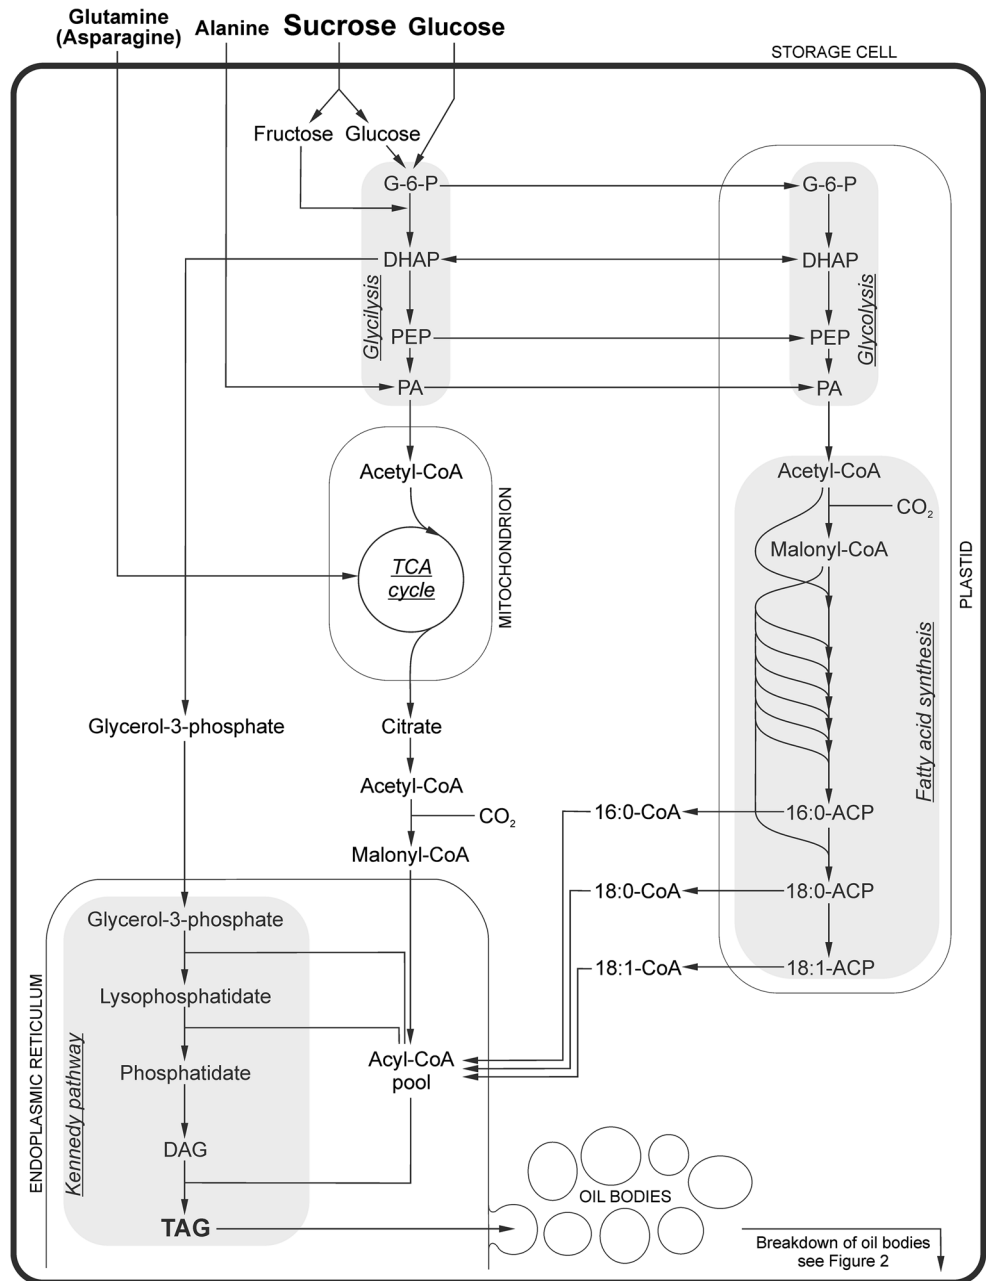 Glutamine
(Asparagine)
Alanine
Sucrose
Glucose
STORAGE CELL
Fructose
Glucose
G-6-P
G-6-P
DHAP
DHAP
Glycilysis
Glycolysis
PEP
PEP
PA
PA
Acetyl-CoA
Acetyl-CoA
CO2
MITOCHONDRION
Malonyl-CoA
PLASTID
TCA
cycle
Fatty acid synthesis
Glycerol-3-phosphate
Citrate
Acetyl-CoA
CO2
16:0-CoA
16:0-ACP
Malonyl-CoA
18:0-CoA
18:0-ACP
Glycerol-3-phosphate
18:1-CoA
18:1-ACP
ENDOPLASMIC RETICULUM
Kennedy pathway
Lysophosphatidate
Acyl-CoA
pool
Phosphatidate
DAG
OIL BODIES
TAG
Breakdown of oil bodies
see Figure 2